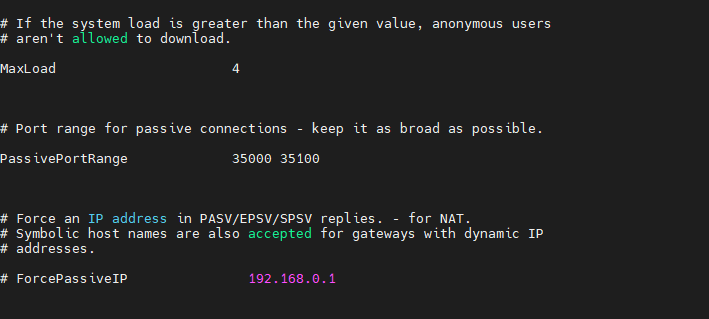 # If the system load is greater than the given value, anonymous users
# aren't allowed to download.
MaxLoad 4
# Port range for passive connections - keep it as broad as possible.
PassivePortRange 35000 35100
# Force an IP address in PASV/EPSV/SPSV replies. - for NAT.
# Symbolic host names are also accepted for gateways with dynamic IP
# addresses.
# ForcePassiveIP 192.168.0.1